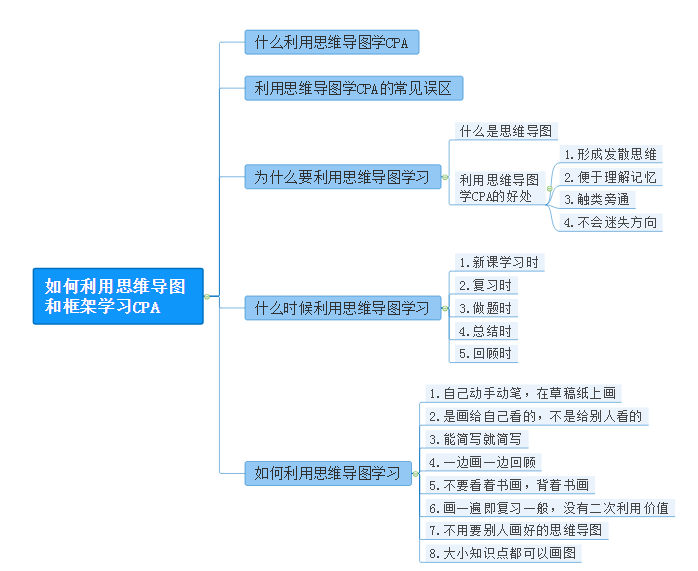 如何利用思维导图
和框架学习CPA
什么利用思维导图学CPA
利用思维导图学CPA的常见误区
为什么要利用思维导图学习
什么是思维导图
利用思维导图
学CPA的好处
1.形成发散思维
2.便于理解记忆
3.触类旁通
4.不会迷失方向
什么时候利用思维导图学习
1.新课学习时
2.复习时
3.做题时
4.总结时
5.回顾时
如何利用思维导图学习
1.自己动手动笔，在草稿纸上画
2.是画给自己看的，不是给别人看的
3.能简写就简写
4.一边画一边回顾
5.不要看着书画，背着书画
6.画一遍即复习一般，没有二次利用价值
7.不用要别人画好的思维导图
8.大小知识点都可以画图